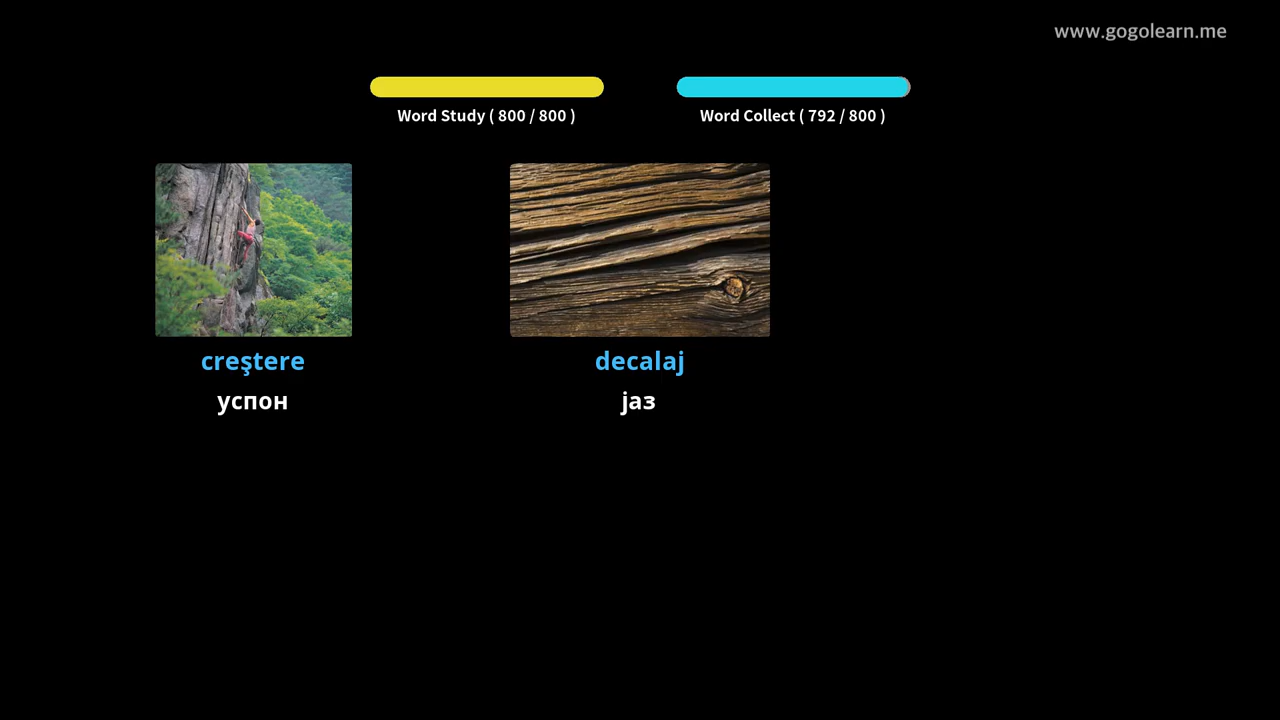 www.gogolearn.me
Word Study ( 800 / 800 )
Word Collect ( 792 / 800 )
creştere
decalaj
успон
јаз